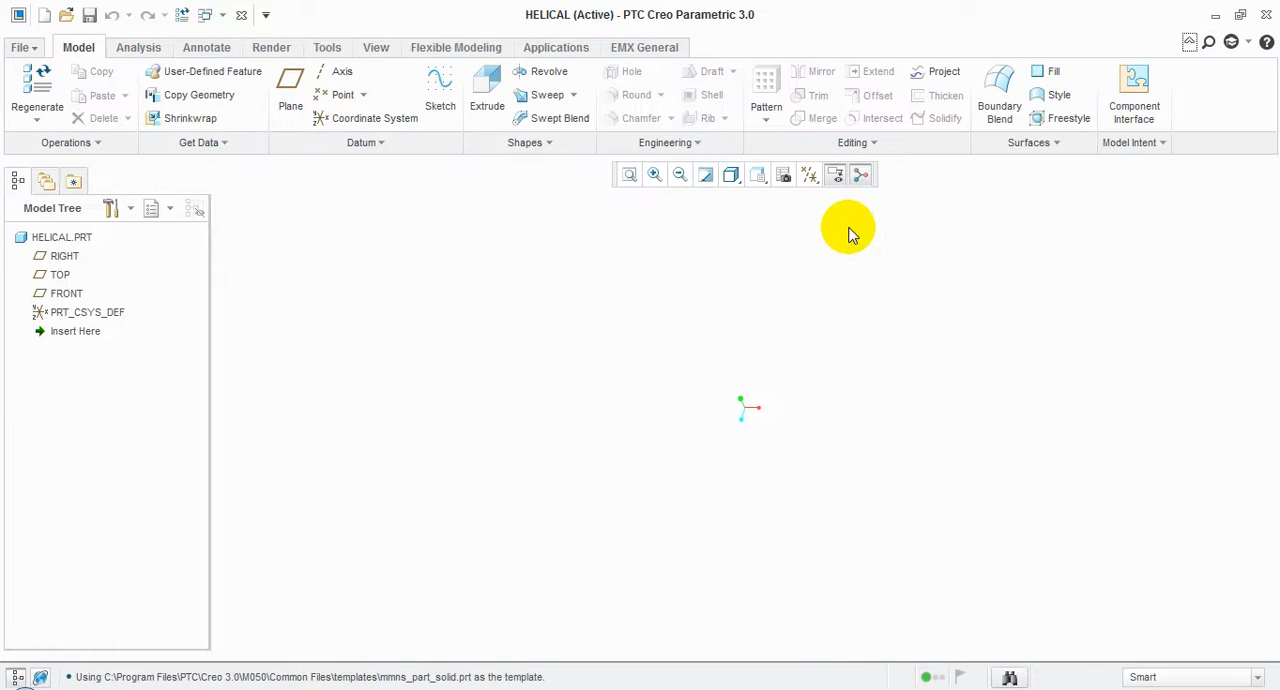 HELICAL (Active) - PTC Creo Parametric 3.0
File Model Analysis Annotate Render Tools View Flexible Modeling Applications EMX General
Regenerate
Copy
Paste
Delete
Operations
User-Defined Feature
Copy Geometry
Shrinkwrap
Get Data
Plane
Axis
Point
Coordinate System
Sketch
Datum
Extrude
Revolve
Sweep
Swept Blend
Shapes
Hole
Round
Chamfer
Draft
Shell
Rib
Engineering
Pattern
Mirror
Trim
Merge
Extend
Offset
Intersect
Project
Thicken
Solidify
Editing
Boundary
Blend
Fill
Style
Freestyle
Surfaces
Component
Interface
Model Intent
Model Tree
HELICAL.PRT
RIGHT
TOP
FRONT
PRT_CSYS_DEF
Insert Here
Using C:\Program Files\PTC\Creo 3.0\M050\Common Files\templates\mmns_part_solid.prt as the template.
Smart